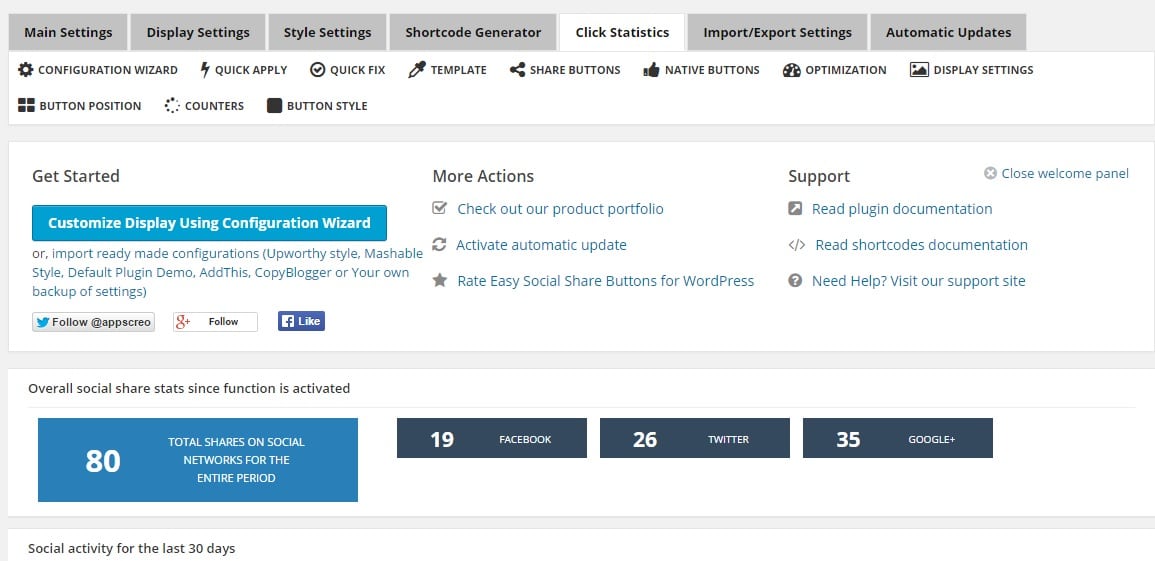 Main Settings
Display Settings
Style Settings
Shortcode Generator
Click Statistics
Import/Export Settings
Automatic Updates
CONFIGURATION WIZARD
QUICK APPLY
QUICK FIX
TEMPLATE
SHARE BUTTONS
NATIVE BUTTONS
OPTIMIZATION
DISPLAY SETTINGS
BUTTON POSITION
COUNTERS
BUTTON STYLE
Get Started
Customize Display Using Configuration Wizard
or, import ready made configurations (Upworthy style, Mashable
Style, Default Plugin Demo, AddThis, CopyBlogger or Your own
backup of settings)
Follow @appscreo
g+ Follow
f Like
More Actions
Check out our product portfolio
Activate automatic update
Rate Easy Social Share Buttons for WordPress
Support
Close welcome panel
Read plugin documentation
</> Read shortcodes documentation
? Need Help? Visit our support site
Overall social share stats since function is activated
80
TOTAL SHARES ON SOCIAL
NETWORKS FOR THE
ENTIRE PERIOD
19 FACEBOOK
26 TWITTER
35 GOOGLE+
Social activity for the last 30 days